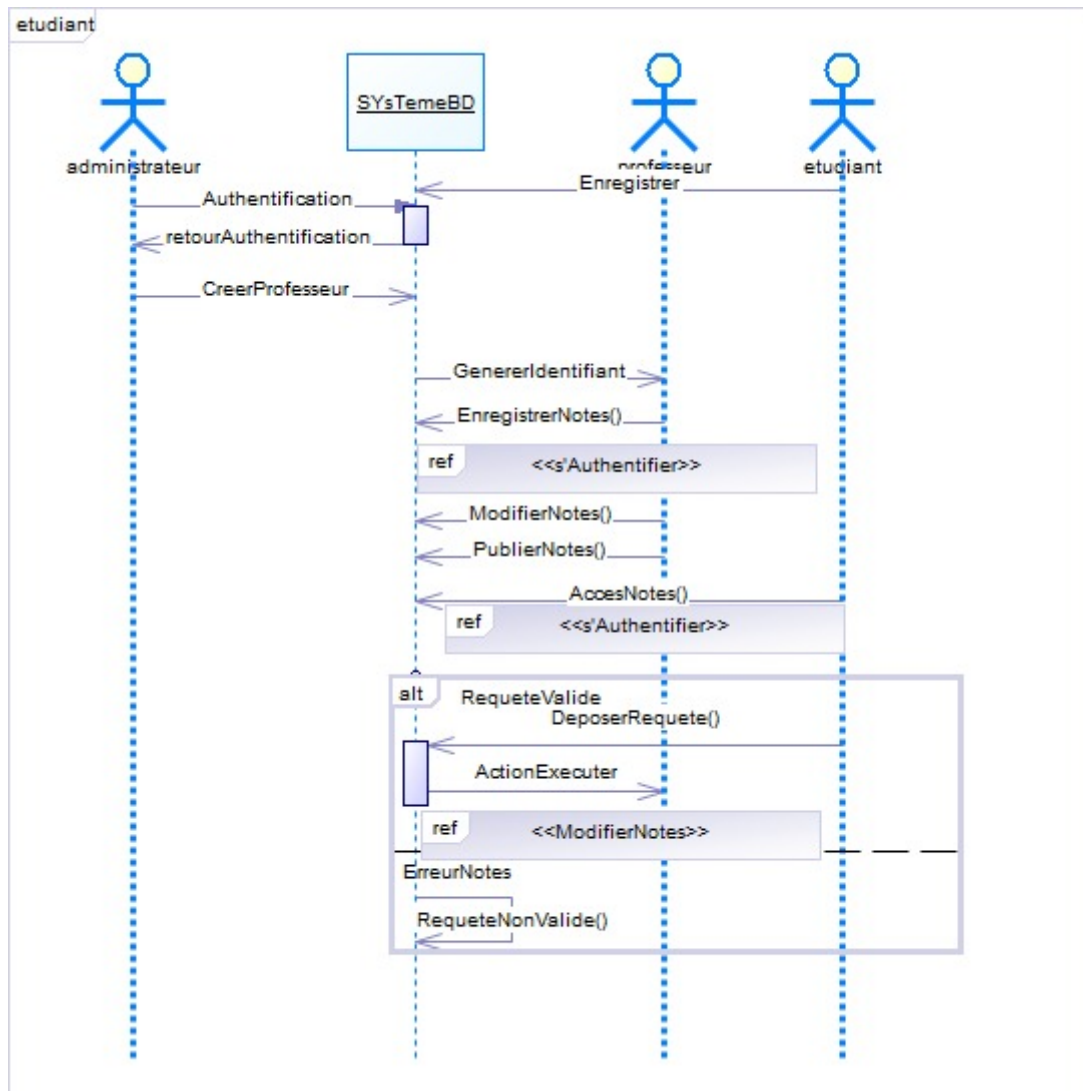 etudiant
SYsTemeBD
administrateur
professeur
etudiant
Enregistrer
Authentification
retourAuthentification
CreerProfesseur
GenererIdentifiant
EnregistrerNotes()
ref <<s'Authentifier>>
ModifierNotes()
PublierNotes()
AccesNotes()
ref <<s'Authentifier>>
alt RequeteValide
DeposerRequete()
ActionExecuter
ref <<ModifierNotes>>
ErreurNotes
RequeteNonValide()